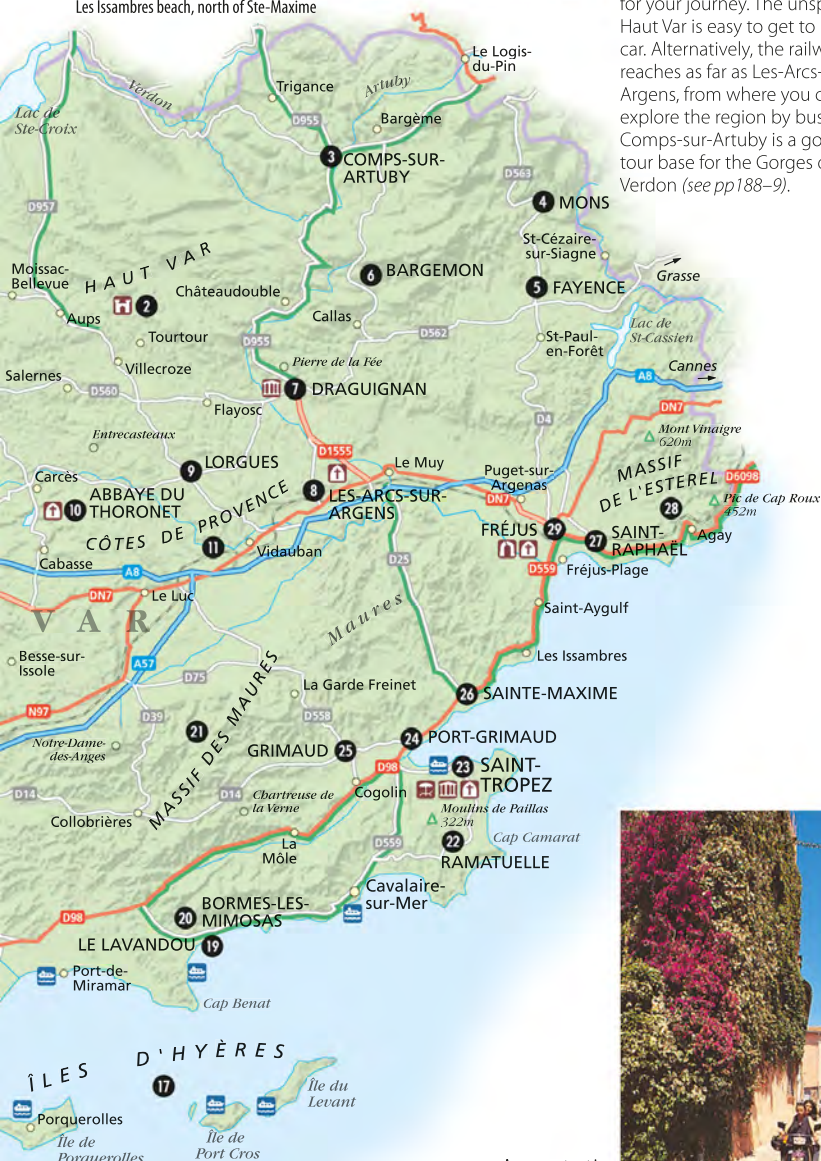 Les Issambres beach, north of Ste-Maxime
for your journey. The
Haut Var is easy to get to
car. Alternatively, the
reaches as far as Les-Arcs-
Argens, from where you
explore the region by
Comps-sur-Artuby is a
tour base for the Gorges
Verdon (see pp188–9).
Le Logis-
du-Pin
Trigance
Artuby
Verdon
Lac de
Ste-Croix
D955
Bargème
3 COMPS-SUR-
ARTUBY
D563
4 MONS
D957
St-Cézaire-
sur-Siagne
HAUT VAR
Moissac-
Bellevue
6 BARGEMON
Grasse
Châteaudouble
5 FAYENCE
2
Aups
Callas
D562
Lac de
St-Cassien
Tourtour
D955
St-Paul-
en-Forêt
Villecroze
Pierre de la Fée
Cannes
Salernes
A8
D560
7 DRAGUIGNAN
DN7
Flayosc
D4
Mont Vinaigre
620m
Entrecasteaux
D1555
MASSIF
DE L'ESTEREL
9 LORGUES
Le Muy
Puget-sur-
Argenas
D6098
Carcès
8 LES-ARCS-SUR-
ARGENS
DN7
Pic de Cap Roux
452m
10 ABBAYE DU
THORONET
28
CÔTES DE PROVENCE
FRÉJUS 29
27 SAINT-
RAPHAËL
Agay
11
Vidauban
Cabasse
D25
D559
Fréjus-Plage
A8
DN7
Le Luc
Saint-Aygulf
VAR
Maures
Besse-sur-
Issole
A57
Les Issambres
D75
La Garde Freinet
26 SAINTE-MAXIME
N97
D39
D558
21
MASSIF DES MAURES
24 PORT-GRIMAUD
Notre-Dame-
des-Anges
GRIMAUD 25
D98
23 SAINT-
TROPEZ
D14
D14
Chartreuse de
la Verne
Cogolin
Collobrières
Moulins de Paillas
322m
La
Môle
D559
Cap Camarat
22
RAMATUELLE
Cavalaire-
sur-Mer
20 BORMES-LES-
MIMOSAS
D98
LE LAVANDOU 19
Port-de-
Miramar
Cap Benat
ÎLES D'HYÈRES
17
Île du
Levant
Porquerolles
Île de
Porquerolles
Île de
Port Cros